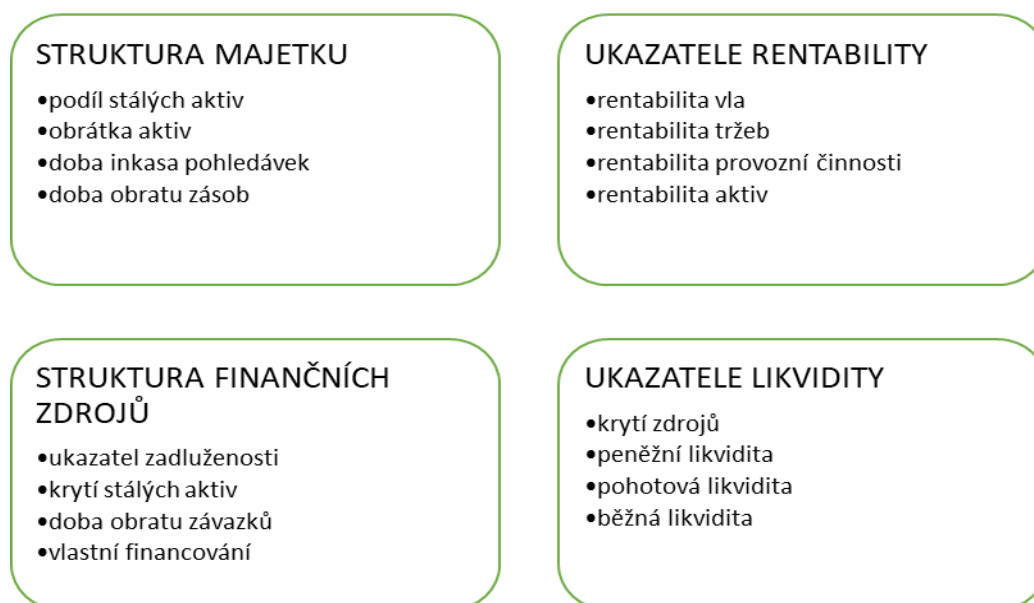 STRUKTURA MAJETKU
•podíl stálých aktiv
•obrátka aktiv
•doba inkasa pohledávek
•doba obratu zásob
UKAZATELE RENTABILITY
•rentabilita vla
•rentabilita tržeb
•rentabilita provozní činnosti
•rentabilita aktiv
STRUKTURA FINANČNÍCH
ZDROJŮ
•ukazatel zadluženosti
•krytí stálých aktiv
•doba obratu závazků
•vlastní financování
UKAZATELE LIKVIDITY
•krytí zdrojů
•peněžní likvidita
•pohotová likvidita
•běžná likvidita